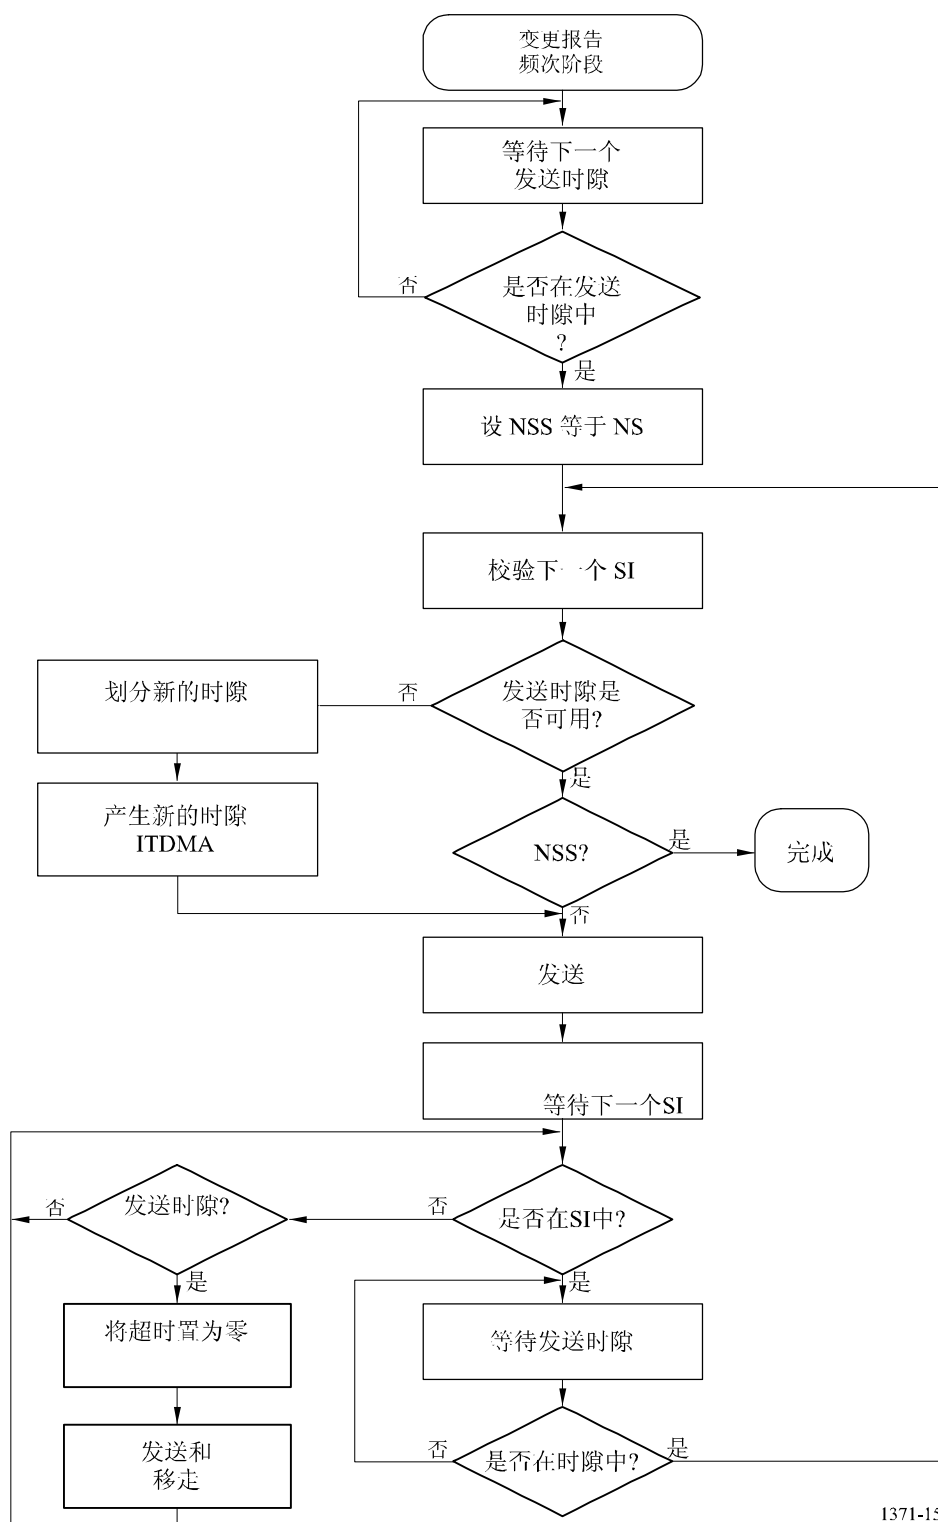 变更报告
频次阶段
等待下一个
发送时隙
否
是否在发送
时隙中
?
是
设 NSS 等于 NS
校验下一个 SI
划分新的时隙
否
发送时隙是
否可用?
是
产生新的时隙
ITDMA
NSS?
是
完成
否
发送
等待下一个SI
否
发送时隙?
否
是否在SI中?
是
是
将超时置为零
等待发送时隙
发送和
移走
否
是否在时隙中?
是
1371-15